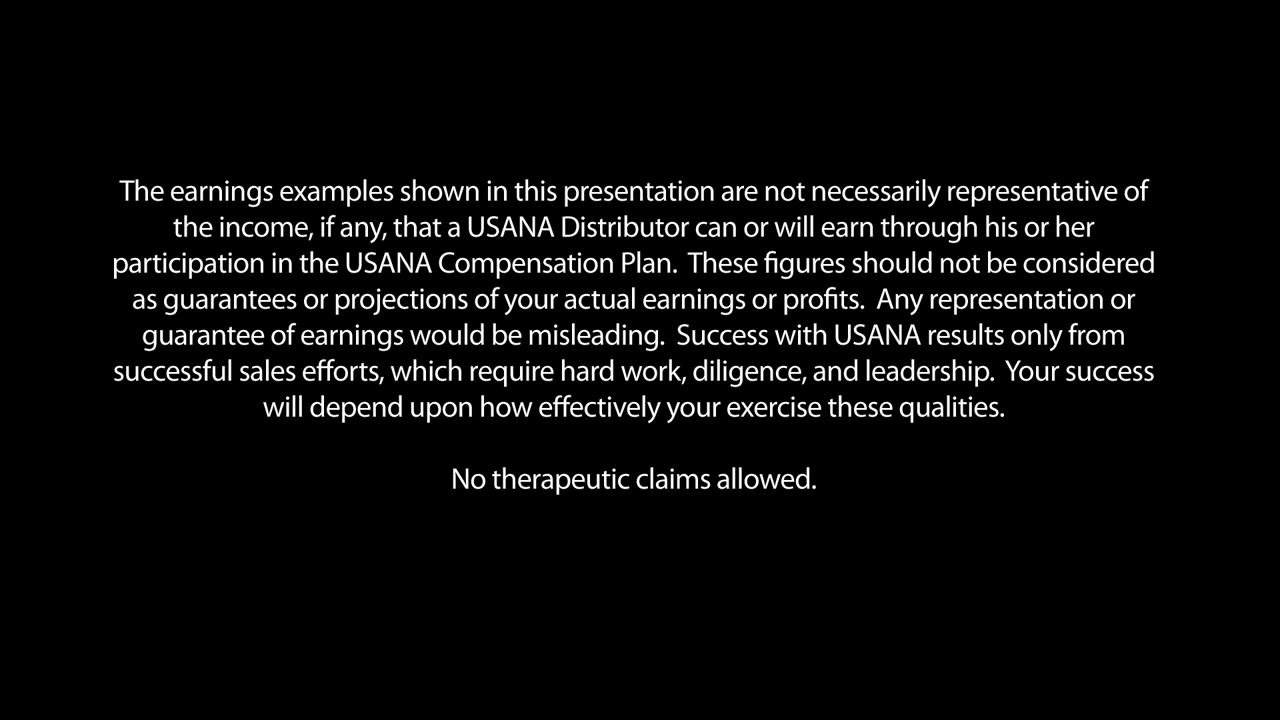 The earnings examples shown in this presentation are not necessarily representative of
the income, if any, that a USANA Distributor can or will earn through his or her
participation in the USANA Compensation Plan.  These figures should not be considered
as guarantees or projections of your actual earnings or profits.  Any representation or
guarantee of earnings would be misleading.  Success with USANA results only from
successful sales efforts, which require hard work, diligence, and leadership.  Your success
will depend upon how effectively your exercise these qualities.
No therapeutic claims allowed.